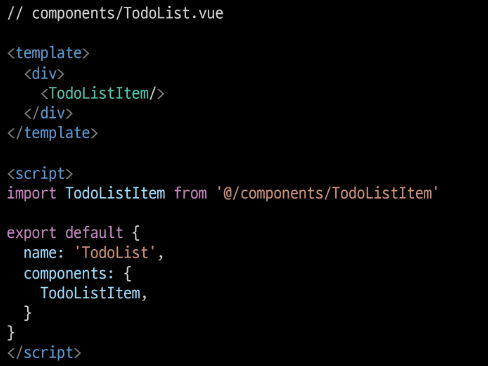 // components/TodoList.vue
<template>
  <div>
    <TodoListItem/>
  </div>
</template>
<script>
import TodoListItem from '@/components/TodoListItem'
export default {
  name: 'TodoList',
  components: {
    TodoListItem,
  }
}
</script>